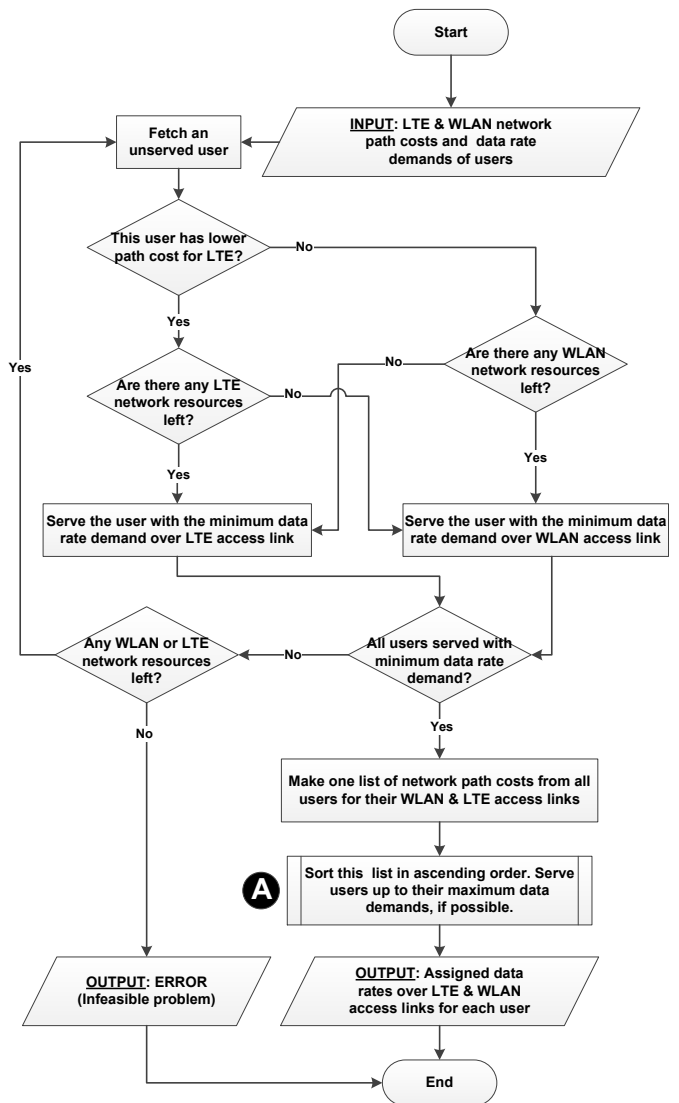 Start
INPUT: LTE & WLAN network
path costs and data rate
demands of users
Fetch an
unserved user
This user has lower
path cost for LTE?
No
Yes
Yes
Are there any LTE
network resources
left?
No
No
Are there any WLAN
network resources
left?
Yes
Yes
Serve the user with the minimum data
rate demand over LTE access link
Serve the user with the minimum data
rate demand over WLAN access link
Any WLAN or LTE
network resources
left?
No
All users served with
minimum data rate
demand?
No
Yes
Make one list of network path costs from all
users for their WLAN & LTE access links
A
Sort this list in ascending order. Serve
users up to their maximum data
demands, if possible.
OUTPUT: ERROR
(Infeasible problem)
OUTPUT: Assigned data
rates over LTE & WLAN
access links for each user
End